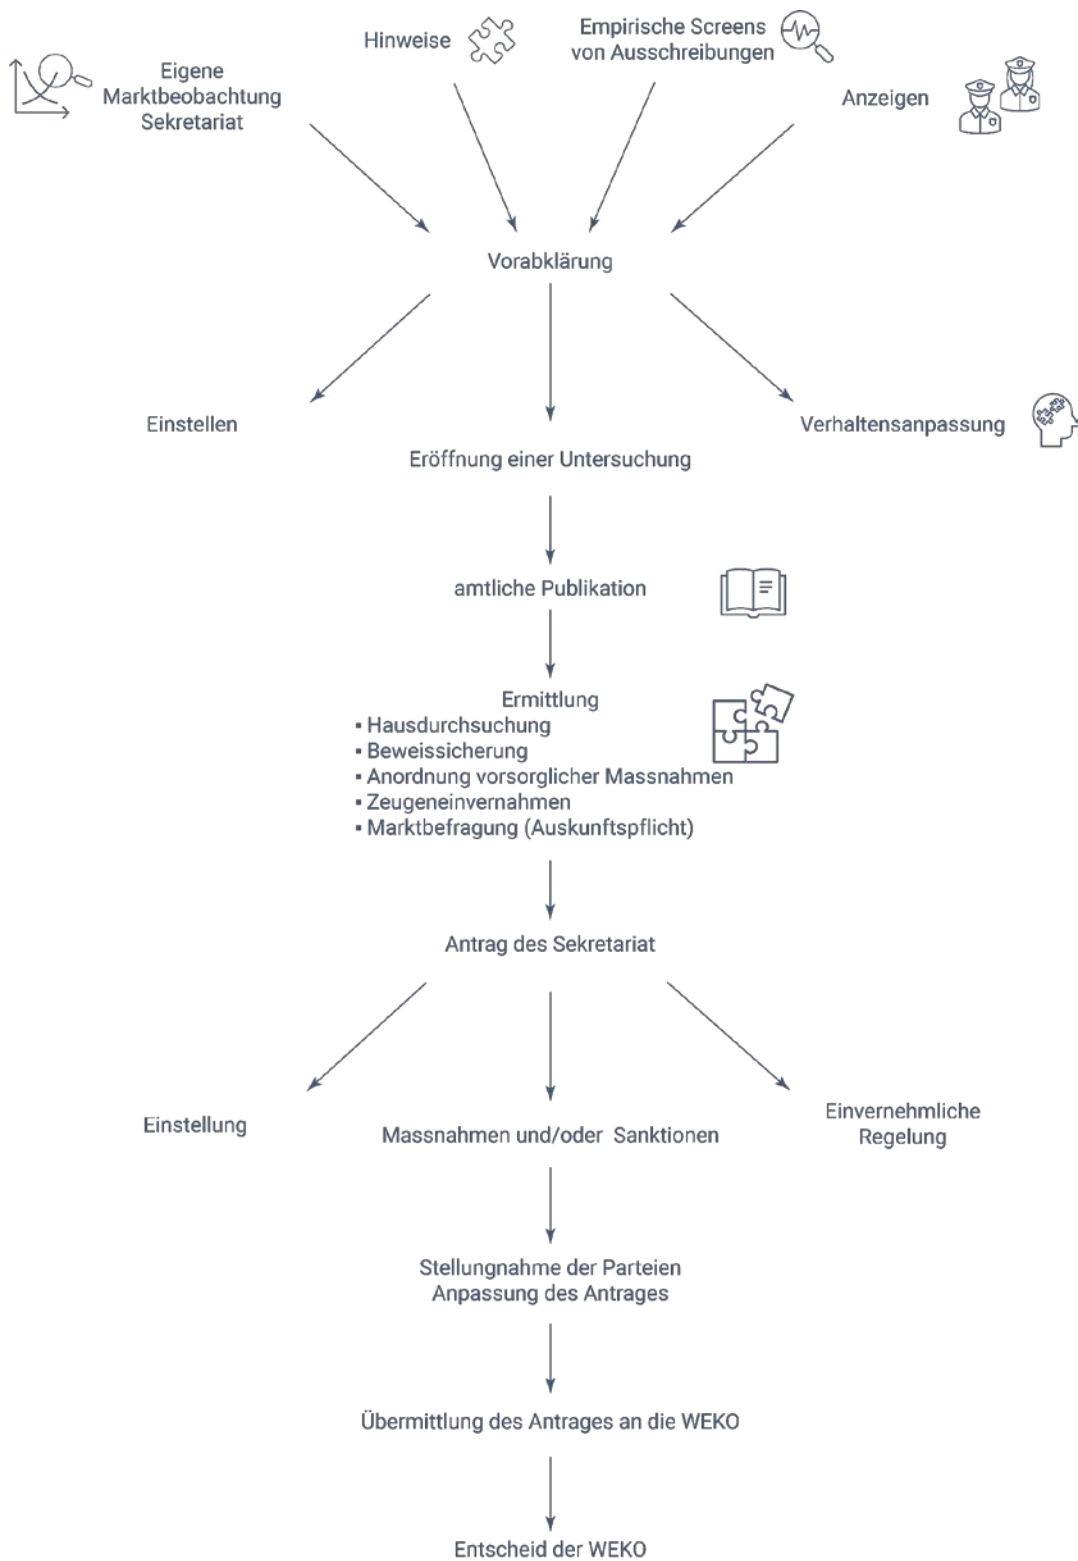 Hinweise
Empirische Screens
von Ausschreibungen
Eigene
Marktbeobachtung
Sekretariat
Anzeigen
Vorabklärung
Einstellen
Verhaltensanpassung
Eröffnung einer Untersuchung
amtliche Publikation
Ermittlung
▪ Hausdurchsuchung
▪ Beweissicherung
▪ Anordnung vorsorglicher Massnahmen
▪ Zeugeneinvernahmen
▪ Marktbefragung (Auskunftspflicht)
Antrag des Sekretariat
Einstellung
Massnahmen und/oder Sanktionen
Einvernehmliche
Regelung
Stellungnahme der Parteien
Anpassung des Antrages
Übermittlung des Antrages an die WEKO
Entscheid der WEKO